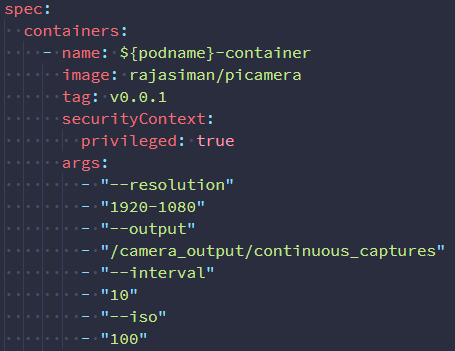 spec:
  containers:
    - name: ${podname}-container
      image: rajasiman/picamera
      tag: v0.0.1
      securityContext:
        privileged: true
      args:
        - "--resolution"
        - "1920-1080"
        - "--output"
        - "/camera_output/continuous_captures"
        - "--interval"
        - "10"
        - "--iso"
        - "100"